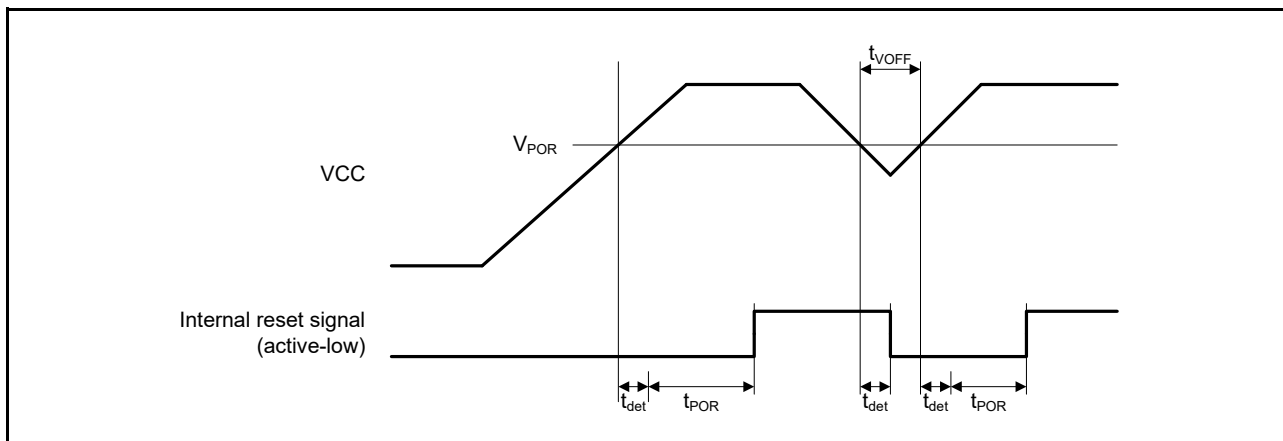 tVOFF
VPOR
VCC
Internal reset signal
(active-low)
tdet
tPOR
tdet
tdet
tPOR